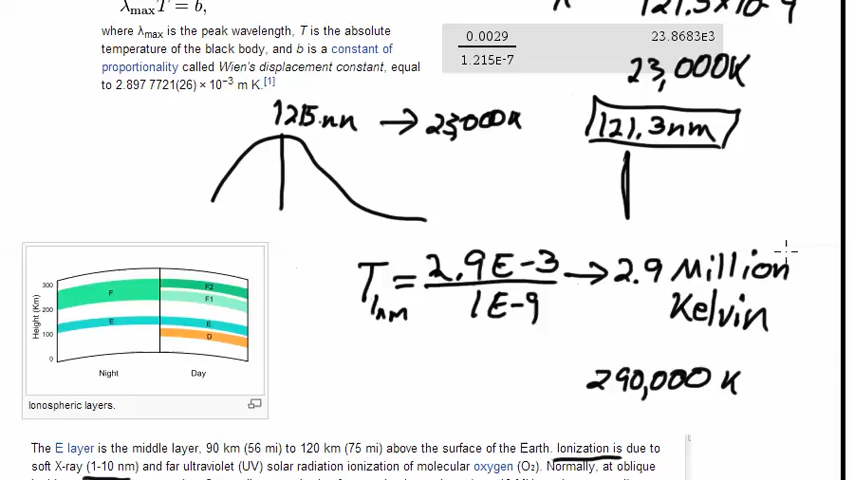 λmaxT = b,
121.5x10-9
where λmax is the peak wavelength, T is the absolute
temperature of the black body, and b is a constant of
proportionality called Wien's displacement constant, equal
to 2.897 7721(26) × 10−3 m K.[1]
0.0029
1.215E-7
23.8683E3
23,000K
1215.nn → 23,000K
121.3nm
T1nm = 2.9E-3 → 2.9 Million
1E-9
Kelvin
290,000 K
Height (Km)
300
200
100
0
F
E
F2
F1
E
D
Night
Day
Ionospheric layers.
The E layer is the middle layer, 90 km (56 mi) to 120 km (75 mi) above the surface of the Earth. Ionization is due to
soft X-ray (1-10 nm) and far ultraviolet (UV) solar radiation ionization of molecular oxygen (O2). Normally, at oblique